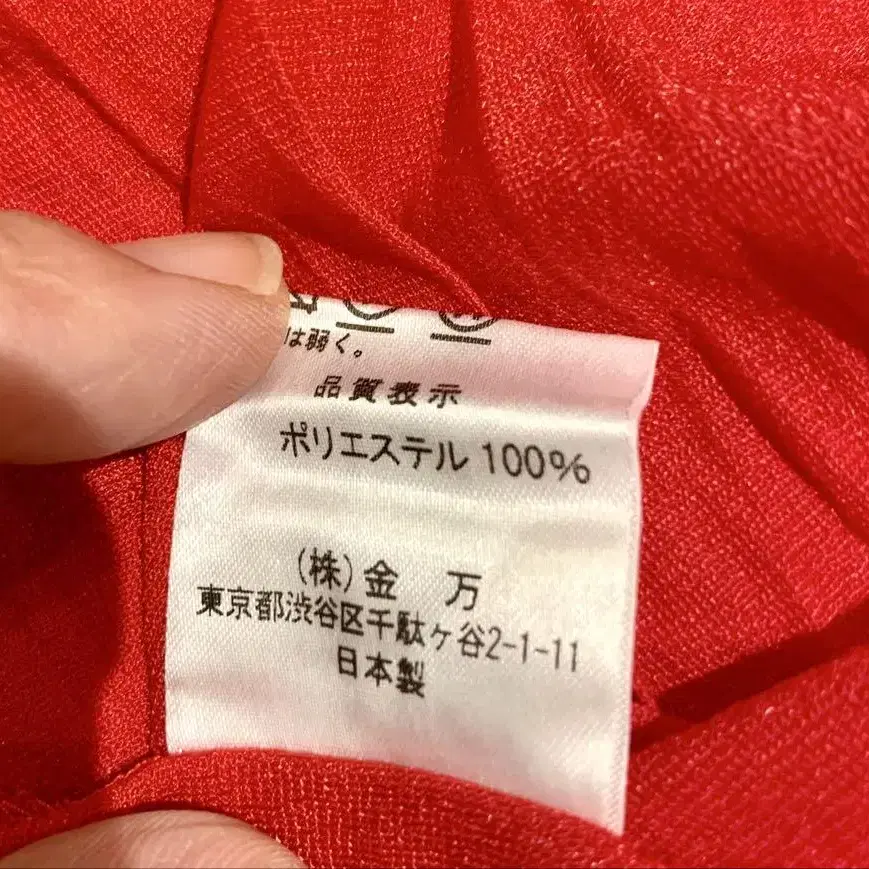 は弱く。
品質表示
ポリエステル 100%
(株)金 万
東京都渋谷区千駄ヶ谷2-1-11
日本製